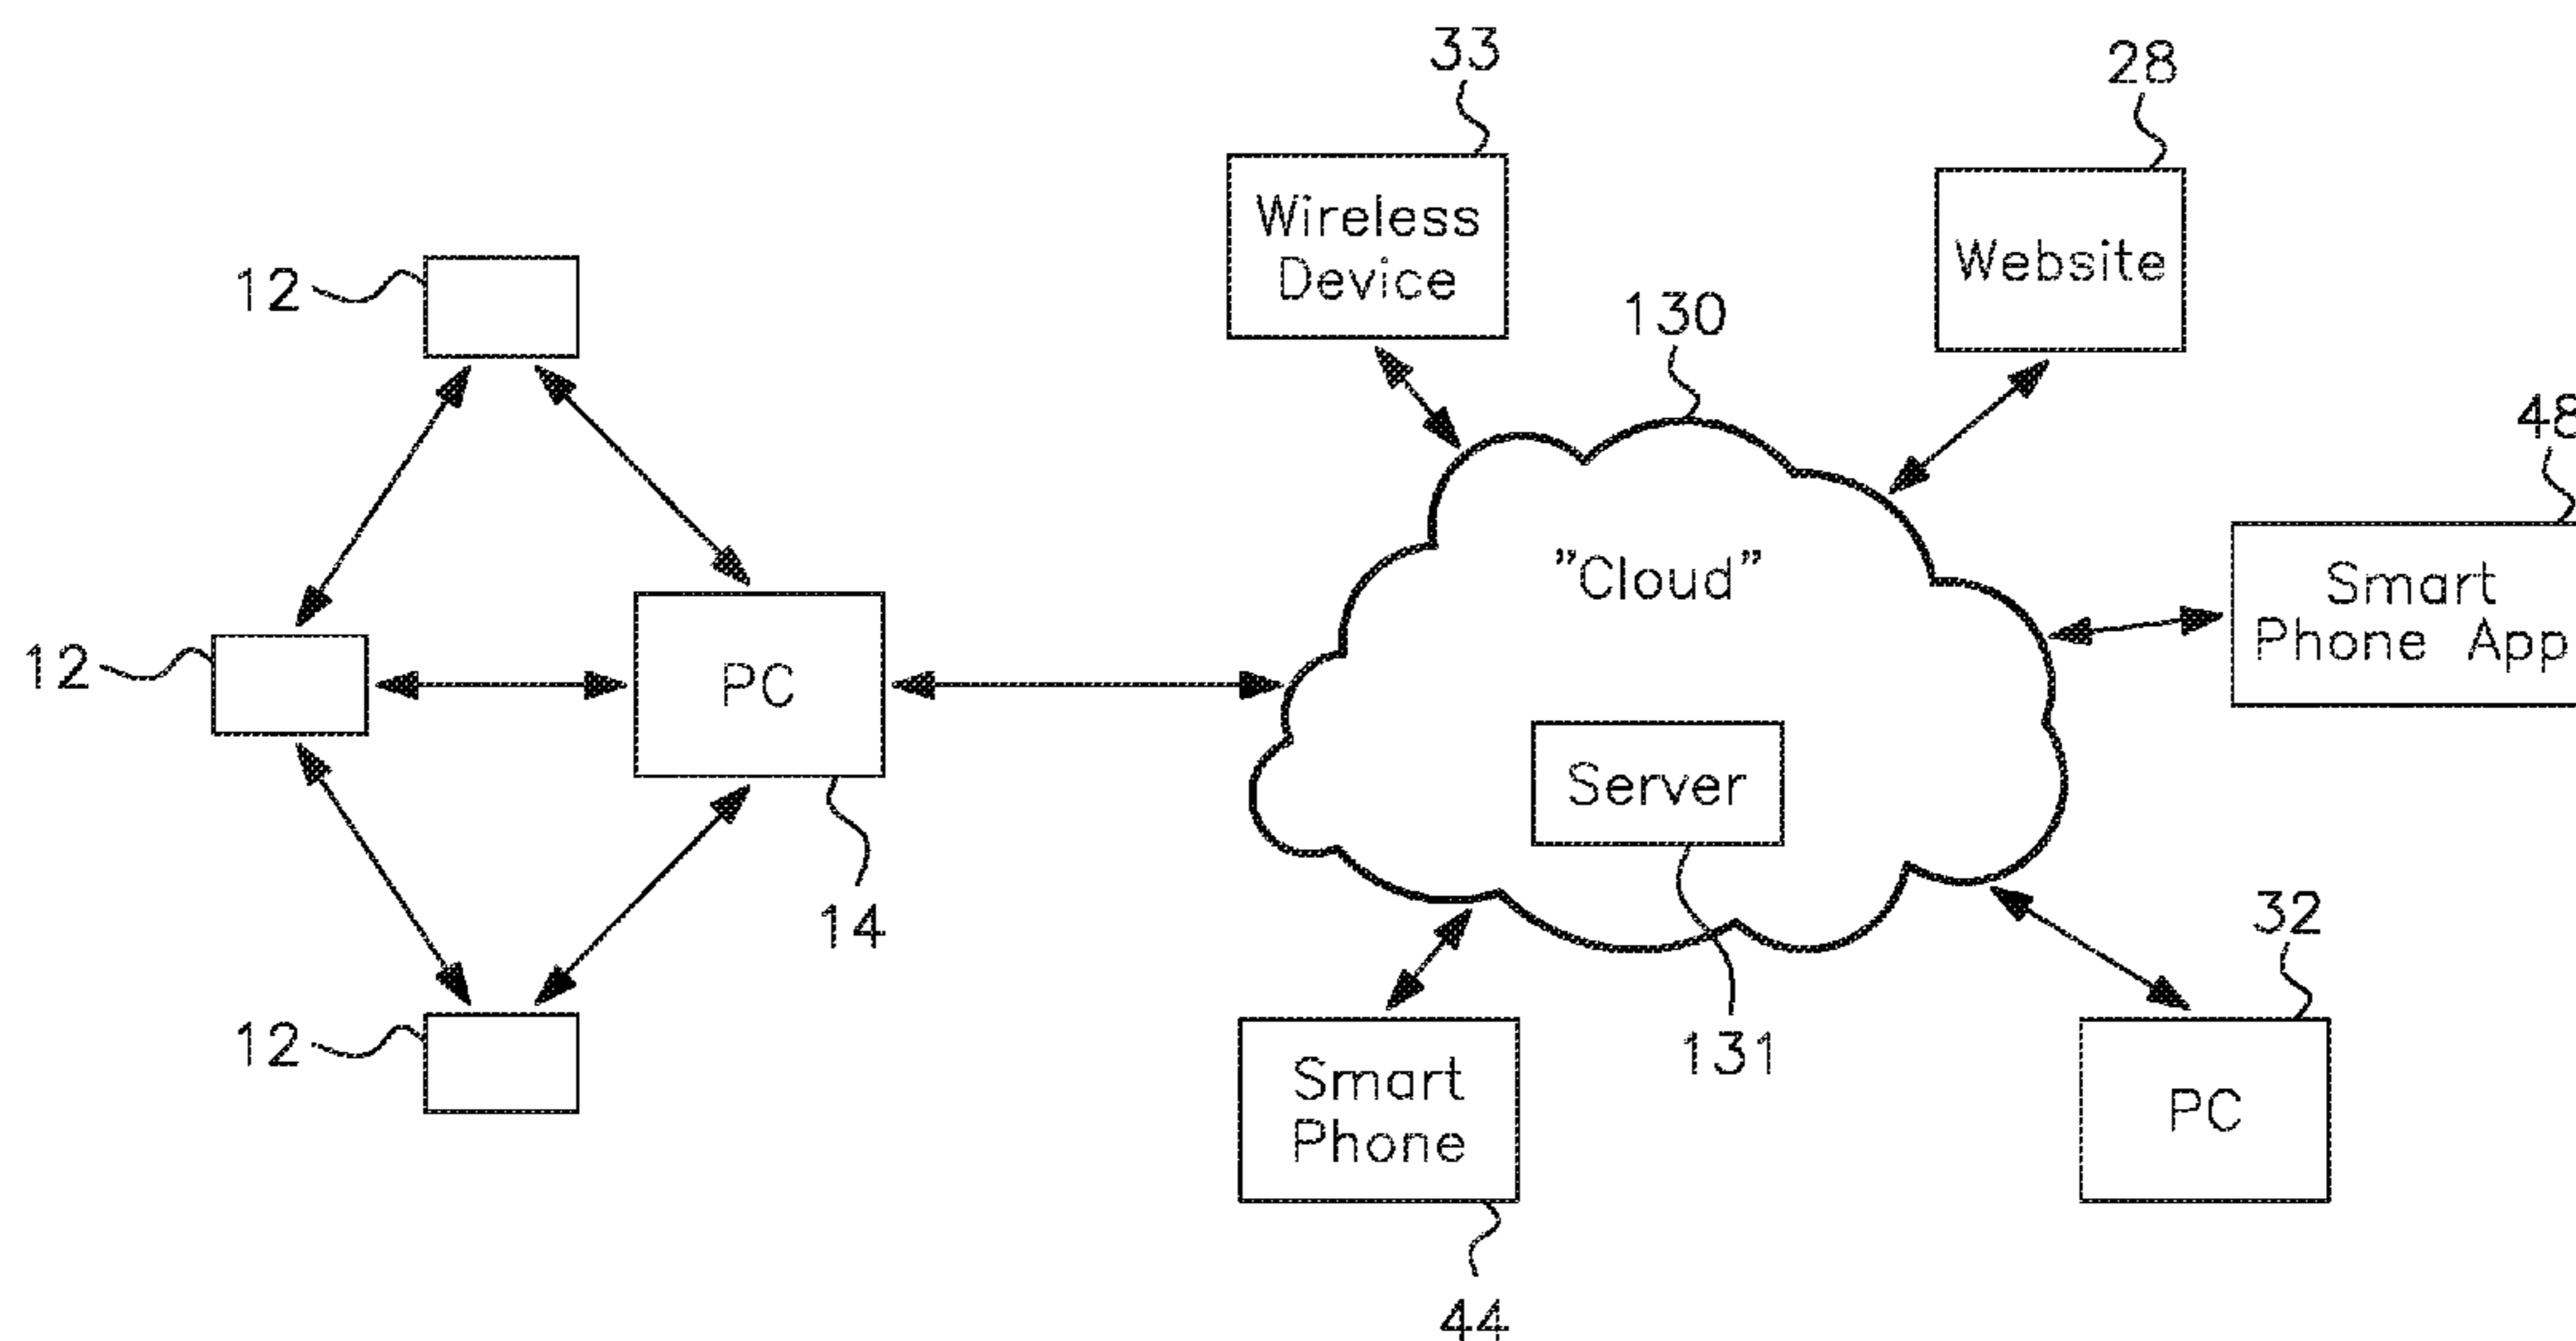 33
28
Wireless
Device
Website
12
130
48
"Cloud"
Smart
Phone App
12
PC
Server
14
32
12
131
Smart
Phone
PC
44